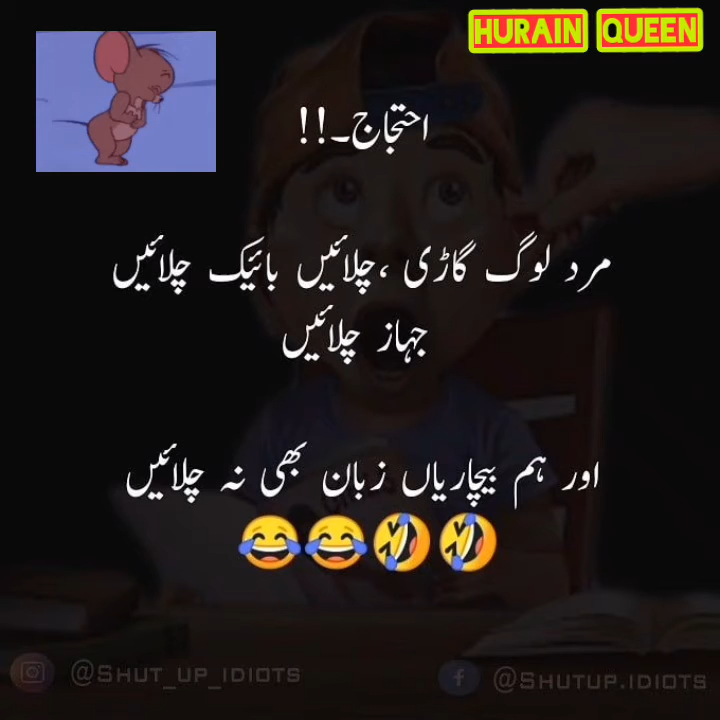 HURAIN QUEEN
احتجاج۔!!
مرد لوگ گاڑی ،چلائیں بائیک چلائیں
جہاز چلائیں
اور ہم بیچاریاں زبان بھی نہ چلائیں
😂😂🤣🤣
@SHUT_UP_IDIOTS
@SHUTUP.IDIOTS